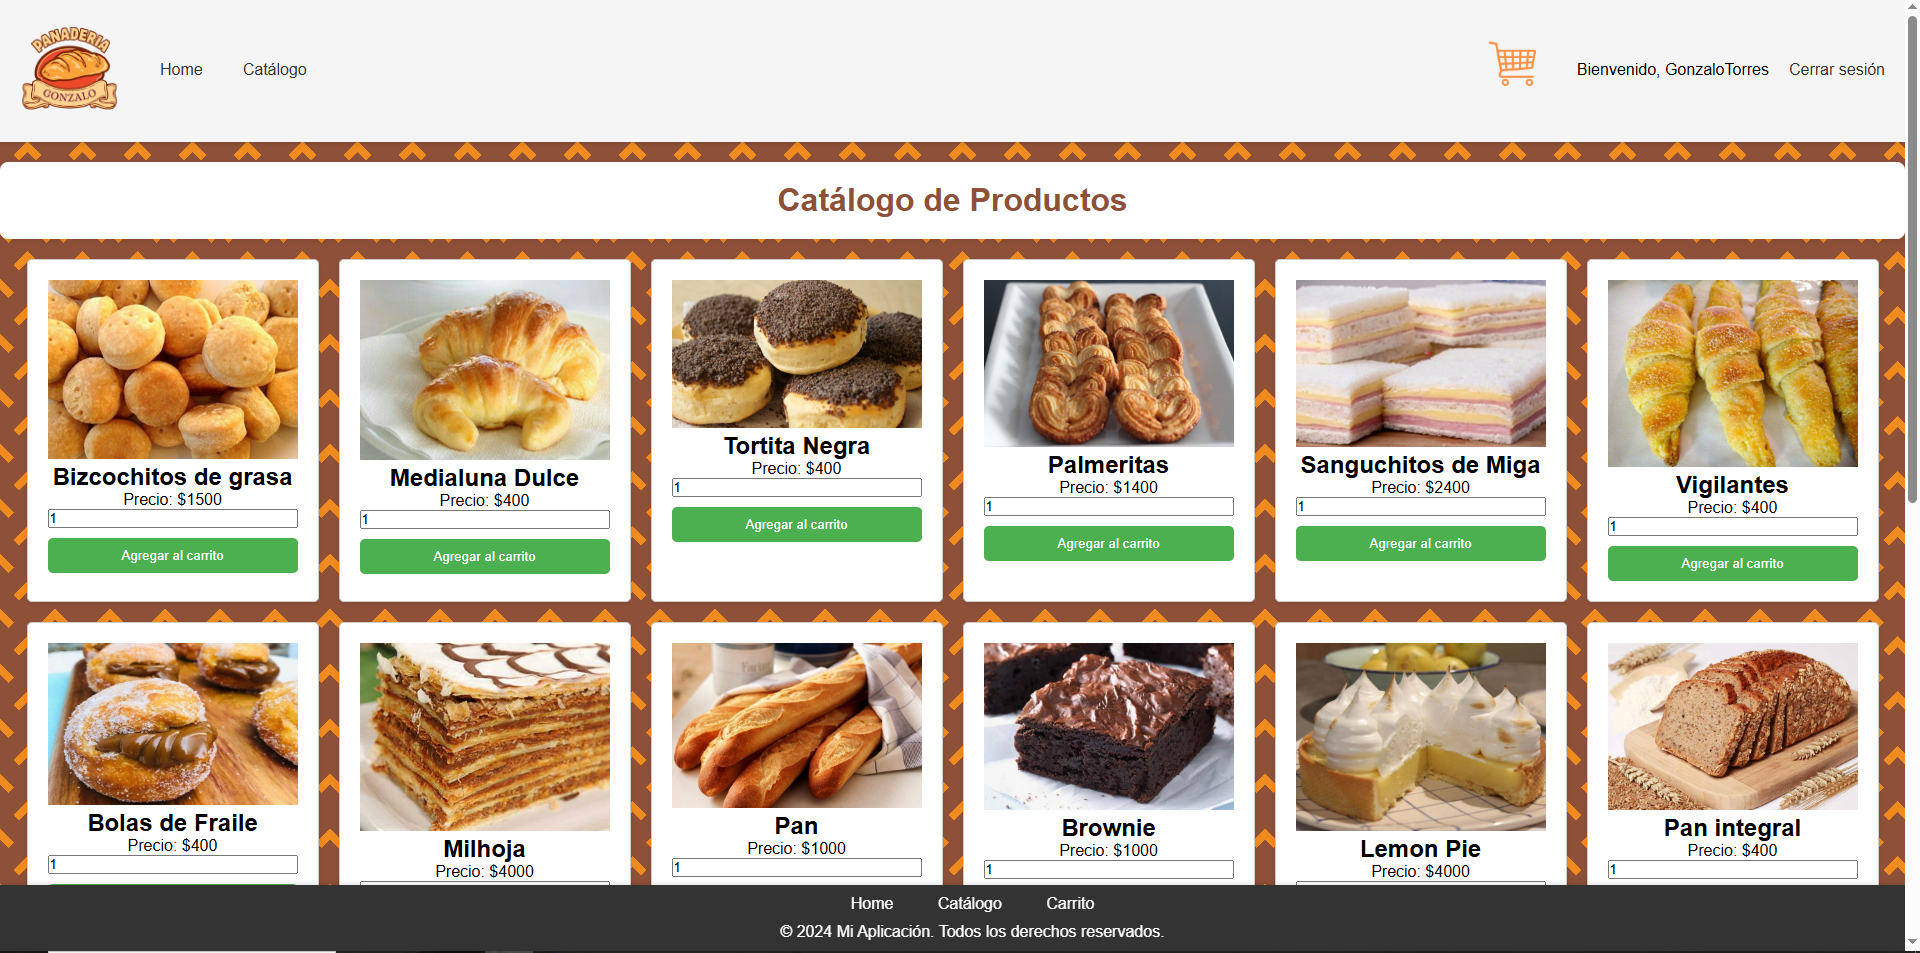 PANADERIA
GONZALO
Home
Catálogo
Bienvenido, GonzaloTorres
Cerrar sesión
Catálogo de Productos
Bizcochitos de grasa
Precio: $1500
1
Agregar al carrito
Medialuna Dulce
Precio: $400
1
Agregar al carrito
Tortita Negra
Precio: $400
1
Agregar al carrito
Palmeritas
Precio: $1400
1
Agregar al carrito
Sanguchitos de Miga
Precio: $2400
1
Agregar al carrito
Vigilantes
Precio: $400
1
Agregar al carrito
Bolas de Fraile
Precio: $400
1
Milhoja
Precio: $4000
Pan
Precio: $1000
1
Brownie
Precio: $1000
1
Lemon Pie
Precio: $4000
Pan integral
Precio: $400
1
Home
Catálogo
Carrito
© 2024 Mi Aplicación. Todos los derechos reservados.